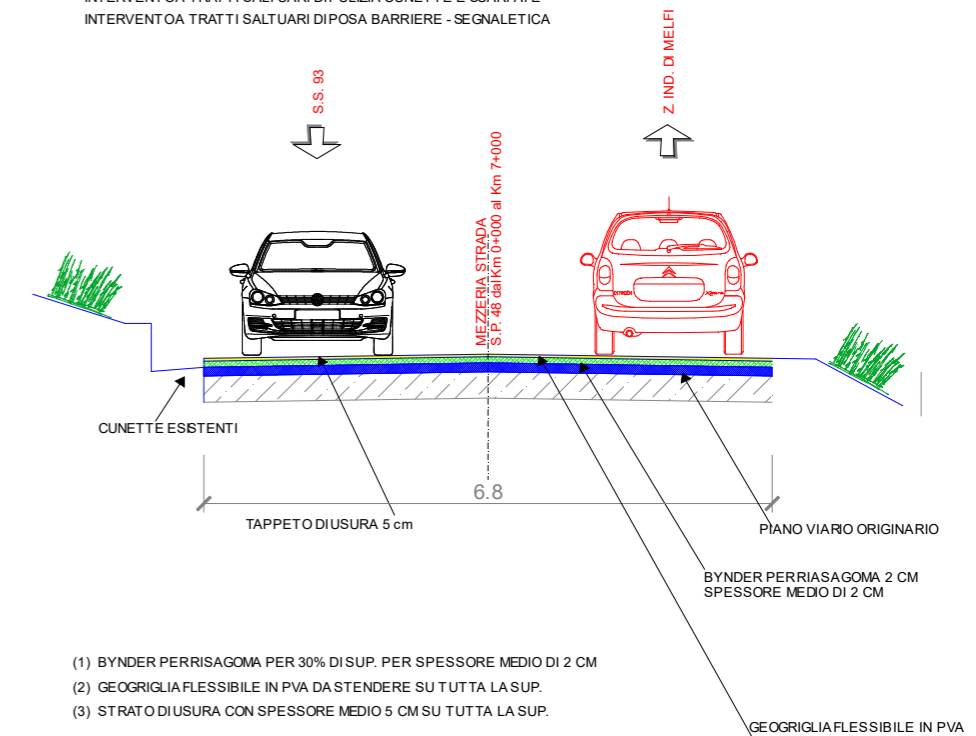 INTERVENTO A TRATTI SALTUARI DI POSA BARRIERE - SEGNALETICA
S.S. 93
Z. IND. DI MELFI
MEZZERIA STRADA
S.P. 48 dal Km 0+000 al Km 7+000
CUNETTE ESISTENTI
6.8
TAPPETO DI USURA 5 cm
PIANO VIARIO ORIGINARIO
BYNDER PER RIASAGOMA 2 CM
SPESSORE MEDIO DI 2 CM
(1) BYNDER PER RISAGOMA PER 30% DI SUP. PER SPESSORE MEDIO DI 2 CM
(2) GEOGRIGLIA FLESSIBILE IN PVA DA STENDERE SU TUTTA LA SUP.
(3) STRATO DI USURA CON SPESSORE MEDIO 5 CM SU TUTTA LA SUP.
GEOGRIGLIA FLESSIBILE IN PVA